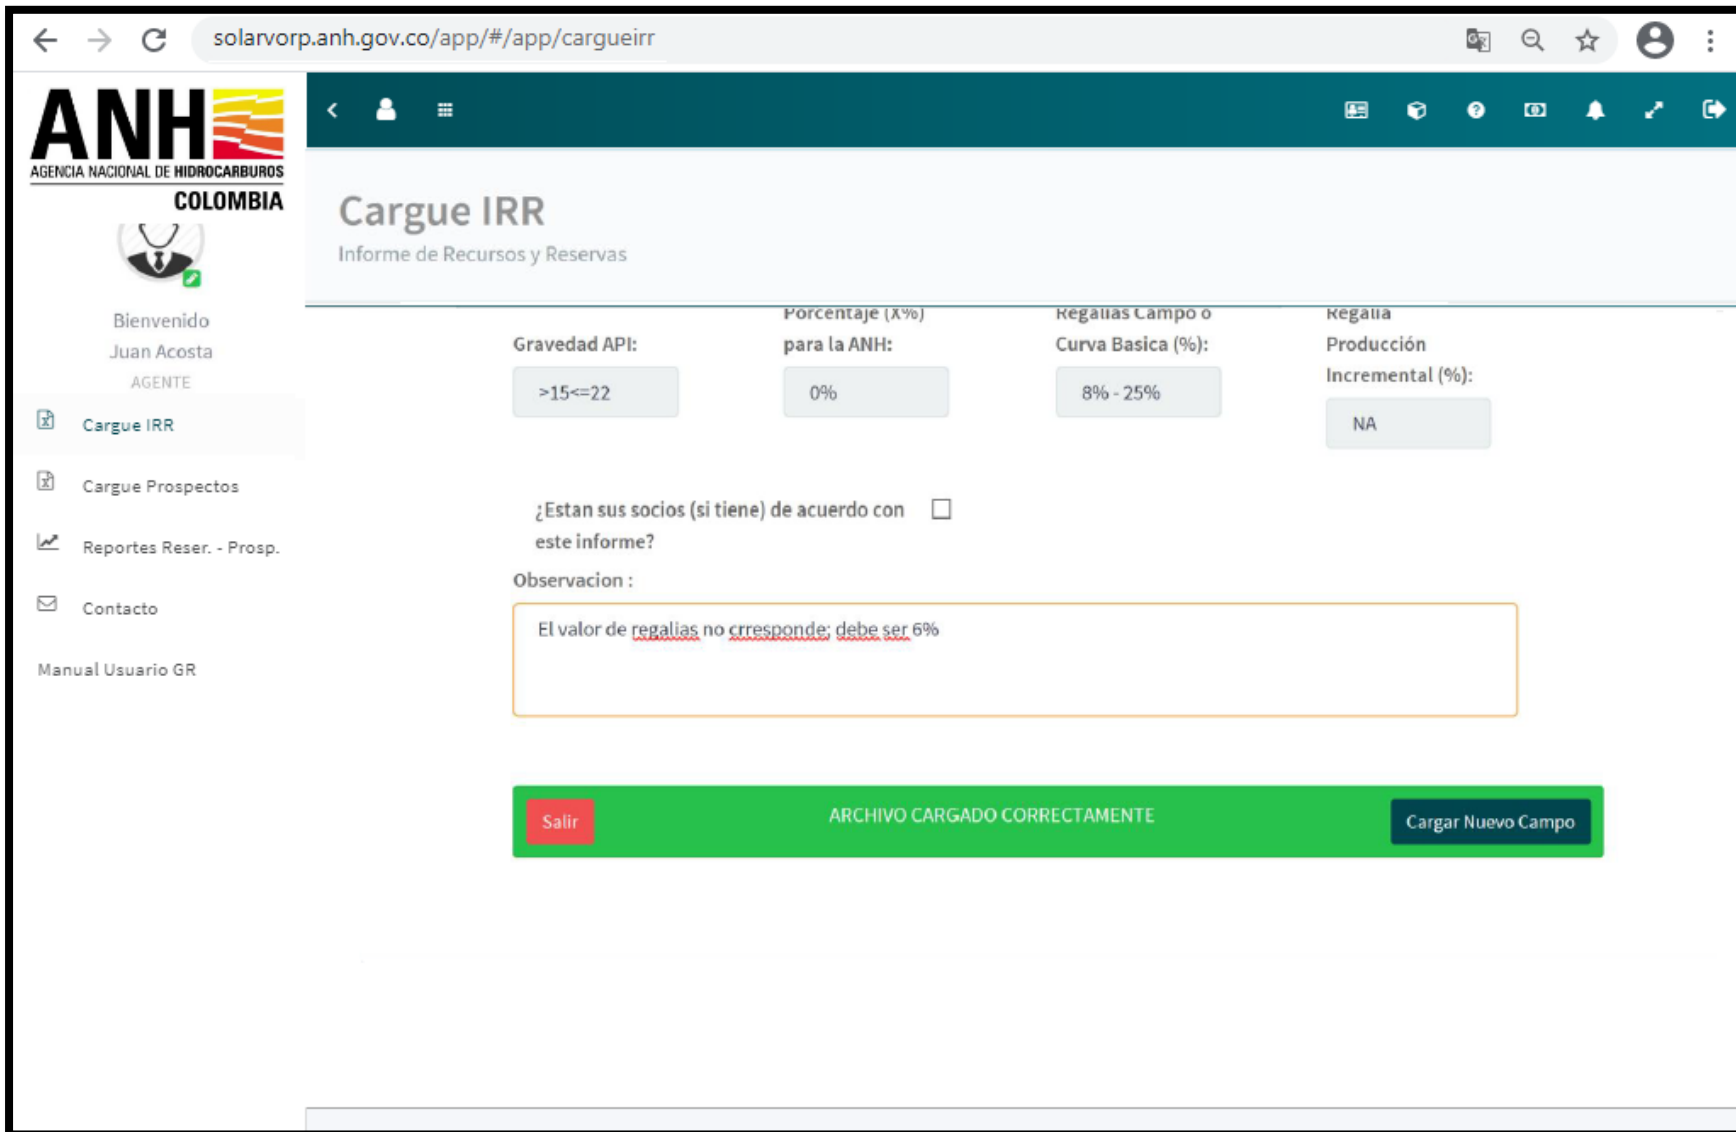 solarvorp.anh.gov.co/app/#/app/cargueirr
ANH
AGENCIA NACIONAL DE HIDROCARBUROS
COLOMBIA
Bienvenido
Juan Acosta
AGENTE
Cargue IRR
Cargue Prospectos
Reportes Reser. - Prosp.
Contacto
Manual Usuario GR
Cargue IRR
Informe de Recursos y Reservas
Gravedad API:
>15<=22
Porcentaje (X%)
para la ANH:
0%
Regalias Campo o
Curva Basica (%):
8% - 25%
Regalia
Producción
Incremental (%):
NA
¿Estan sus socios (si tiene) de acuerdo con
este informe?
Observacion :
El valor de regalias no crresponde; debe ser 6%
Salir
ARCHIVO CARGADO CORRECTAMENTE
Cargar Nuevo Campo